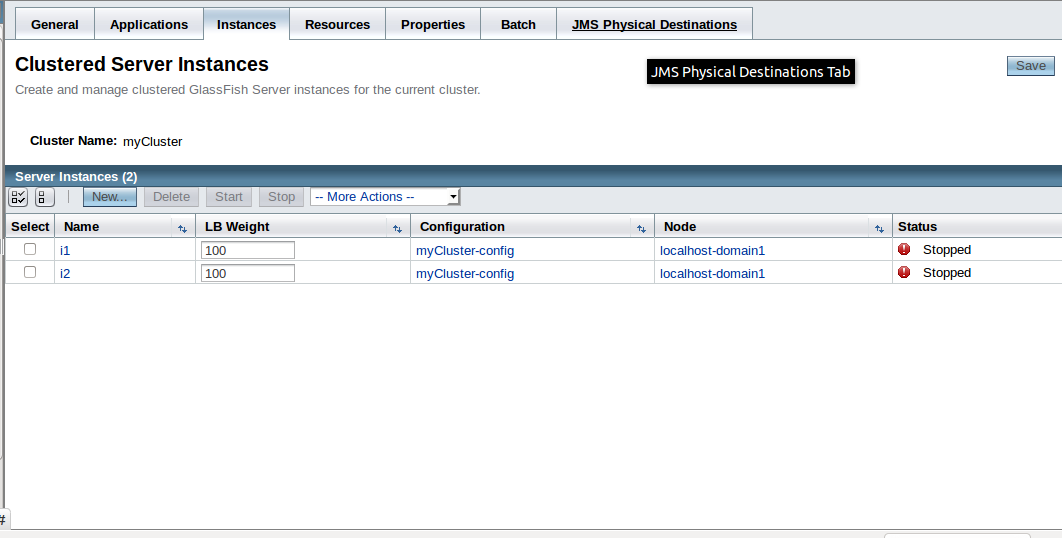 General Applications Instances Resources Properties Batch JMS Physical Destinations
Clustered Server Instances
JMS Physical Destinations Tab
Save
Create and manage clustered GlassFish Server instances for the current cluster.
Cluster Name: myCluster
Server Instances (2)
New... Delete Start Stop -- More Actions --
Select Name LB Weight Configuration Node Status
i1 100 myCluster-config localhost-domain1 Stopped
i2 100 myCluster-config localhost-domain1 Stopped
#